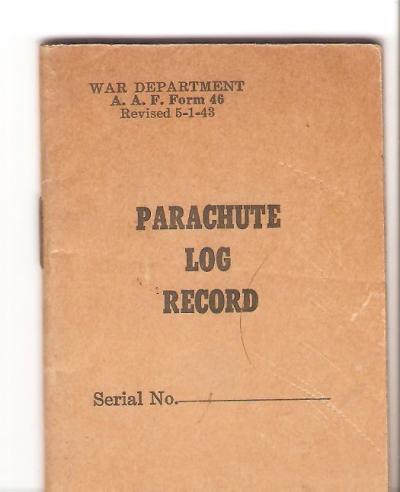 WAR DEPARTMENT
A. A. F. Form 46
Revised 5-1-43
PARACHUTE
LOG
RECORD
Serial No.